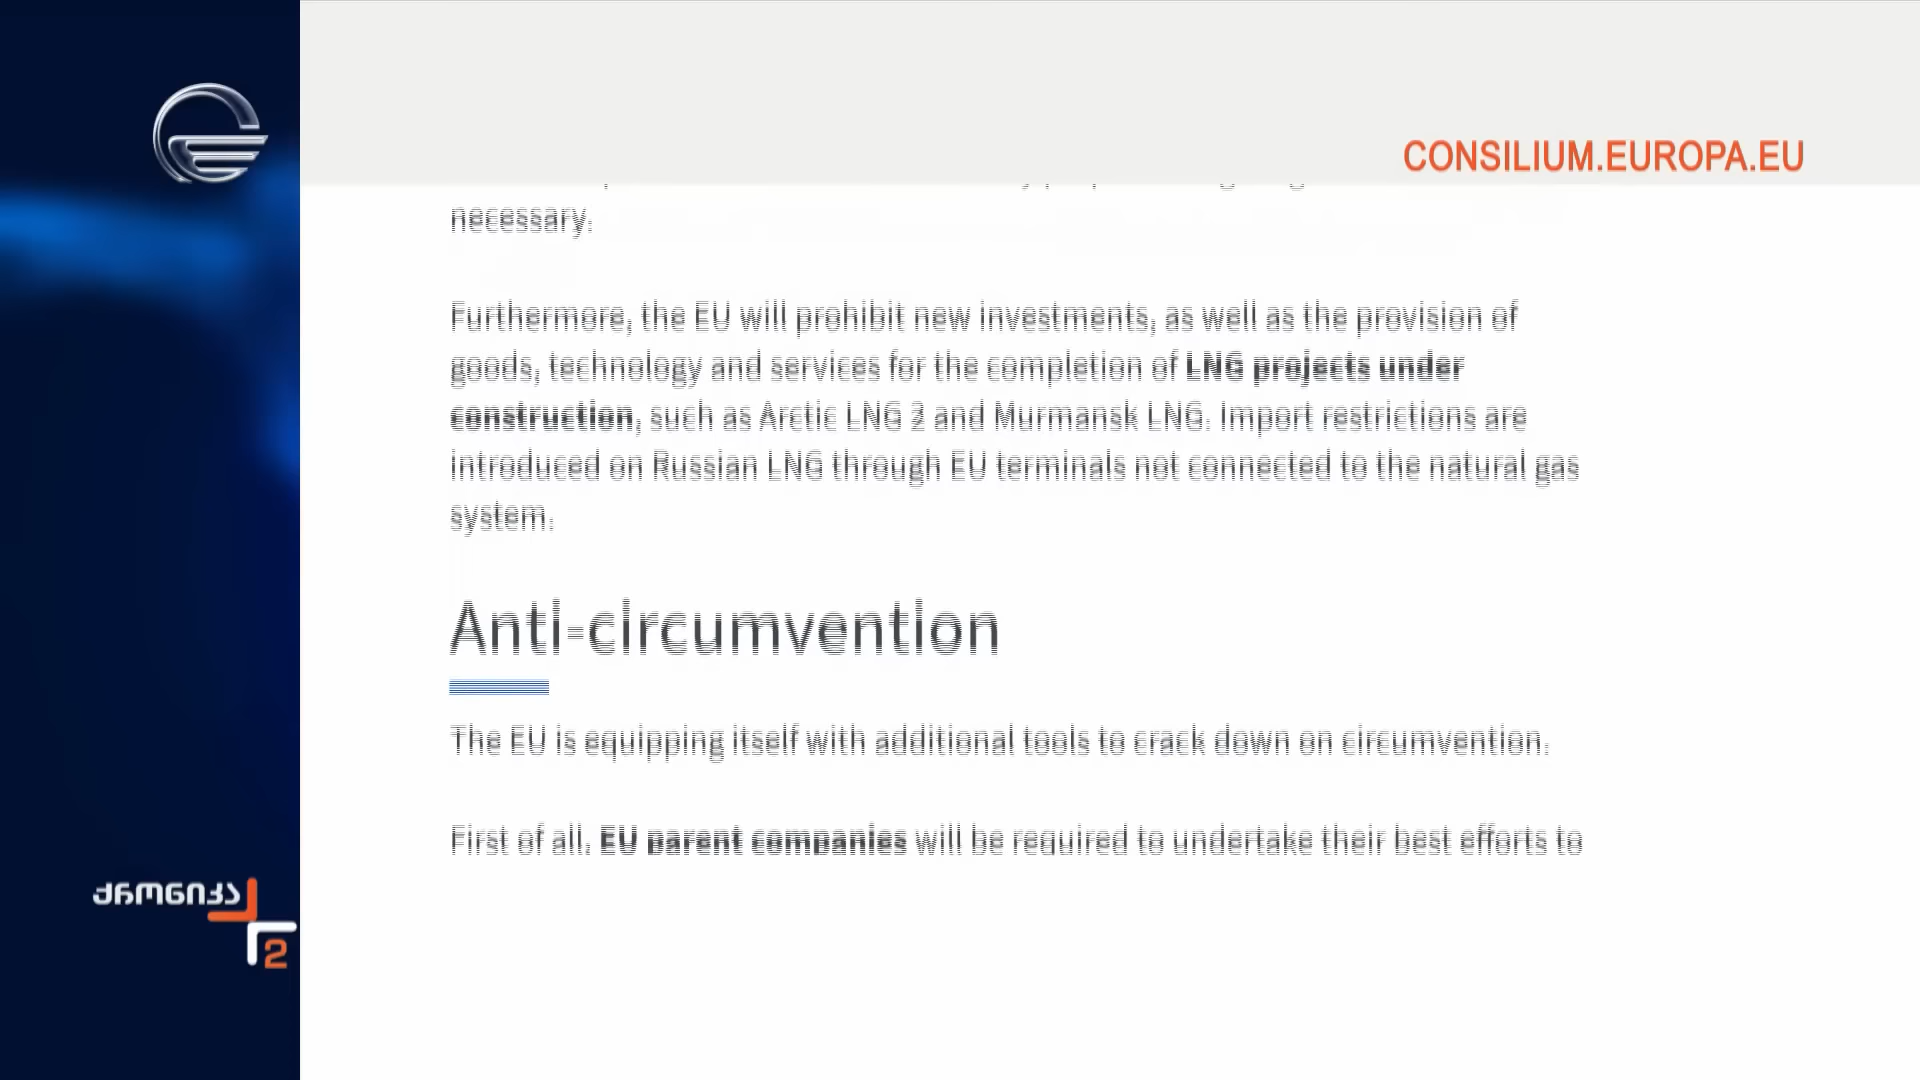 CONSILIUM.EUROPA.EU
necessary.
Furthermore, the EU will prohibit new investments, as well as the provision of
goods, technology and services for the completion of LNG projects under
construction, such as Arctic LNG 2 and Murmansk LNG. Import restrictions are
introduced on Russian LNG through EU terminals not connected to the natural gas
system.
Anti-circumvention
The EU is equipping itself with additional tools to crack down on circumvention.
First of all, EU parent companies will be required to undertake their best efforts to
ქრონიკა
2